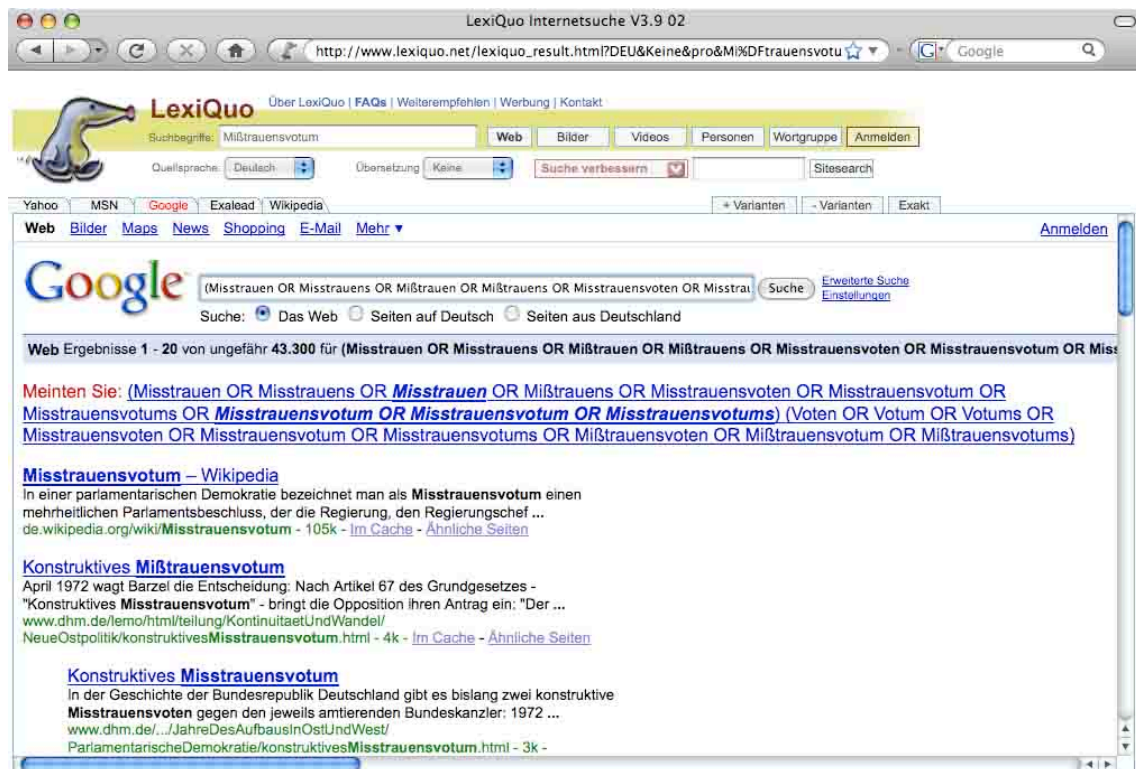 LexiQuo Internetsuche V3.9 02
http://www.lexiquo.net/lexiquo_result.html?DEU&Keine&pro&Mi%DFtrauensvotu
G Google
LexiQuo
Über LexiQuo | FAQs | Weiterempfehlen | Werbung | Kontakt
Suchbegriffe: Mißtrauensvotum Web Bilder Videos Personen Wortgruppe Anmelden
Quellsprache: Deutsch Übersetzung Keine Suche verbessern Sitesearch
Yahoo MSN Google Exalead Wikipedia + Varianten - Varianten Exakt
Web Bilder Maps News Shopping E-Mail Mehr ▼ Anmelden
Google (Misstrauen OR Misstrauens OR Mißtrauen OR Mißtrauens OR Misstrauensvoten OR Misstrau Suche Erweiterte Suche
Einstellungen
Suche: Das Web Seiten auf Deutsch Seiten aus Deutschland
Web Ergebnisse 1 - 20 von ungefähr 43.300 für (Misstrauen OR Misstrauens OR Mißtrauen OR Mißtrauens OR Misstrauensvoten OR Misstrauensvotum OR Miss
Meinten Sie: (Misstrauen OR Misstrauens OR Misstrauen OR Mißtrauens OR Misstrauensvoten OR Misstrauensvotum OR
Misstrauensvotums OR Misstrauensvotum OR Misstrauensvotum OR Misstrauensvotums) (Voten OR Votum OR Votums OR
Misstrauensvoten OR Misstrauensvotum OR Misstrauensvotums OR Mißtrauensvoten OR Mißtrauensvotum OR Mißtrauensvotums)
Misstrauensvotum – Wikipedia
In einer parlamentarischen Demokratie bezeichnet man als Misstrauensvotum einen
mehrheitlichen Parlamentsbeschluss, der die Regierung, den Regierungschef ...
de.wikipedia.org/wiki/Misstrauensvotum - 105k - Im Cache - Ähnliche Seiten
Konstruktives Mißtrauensvotum
April 1972 wagt Barzel die Entscheidung: Nach Artikel 67 des Grundgesetzes -
"Konstruktives Misstrauensvotum" - bringt die Opposition ihren Antrag ein: "Der ...
www.dhm.de/lemo/html/teilung/KontinuitaetUndWandel/
NeueOstpolitik/konstruktivesMisstrauensvotum.html - 4k - Im Cache - Ähnliche Seiten
Konstruktives Misstrauensvotum
In der Geschichte der Bundesrepublik Deutschland gibt es bislang zwei konstruktive
Misstrauensvoten gegen den jeweils amtierenden Bundeskanzler: 1972 ...
www.dhm.de/.../JahreDesAufbausInOstUndWest/
ParlamentarischeDemokratie/konstruktivesMisstrauensvotum.html - 3k -